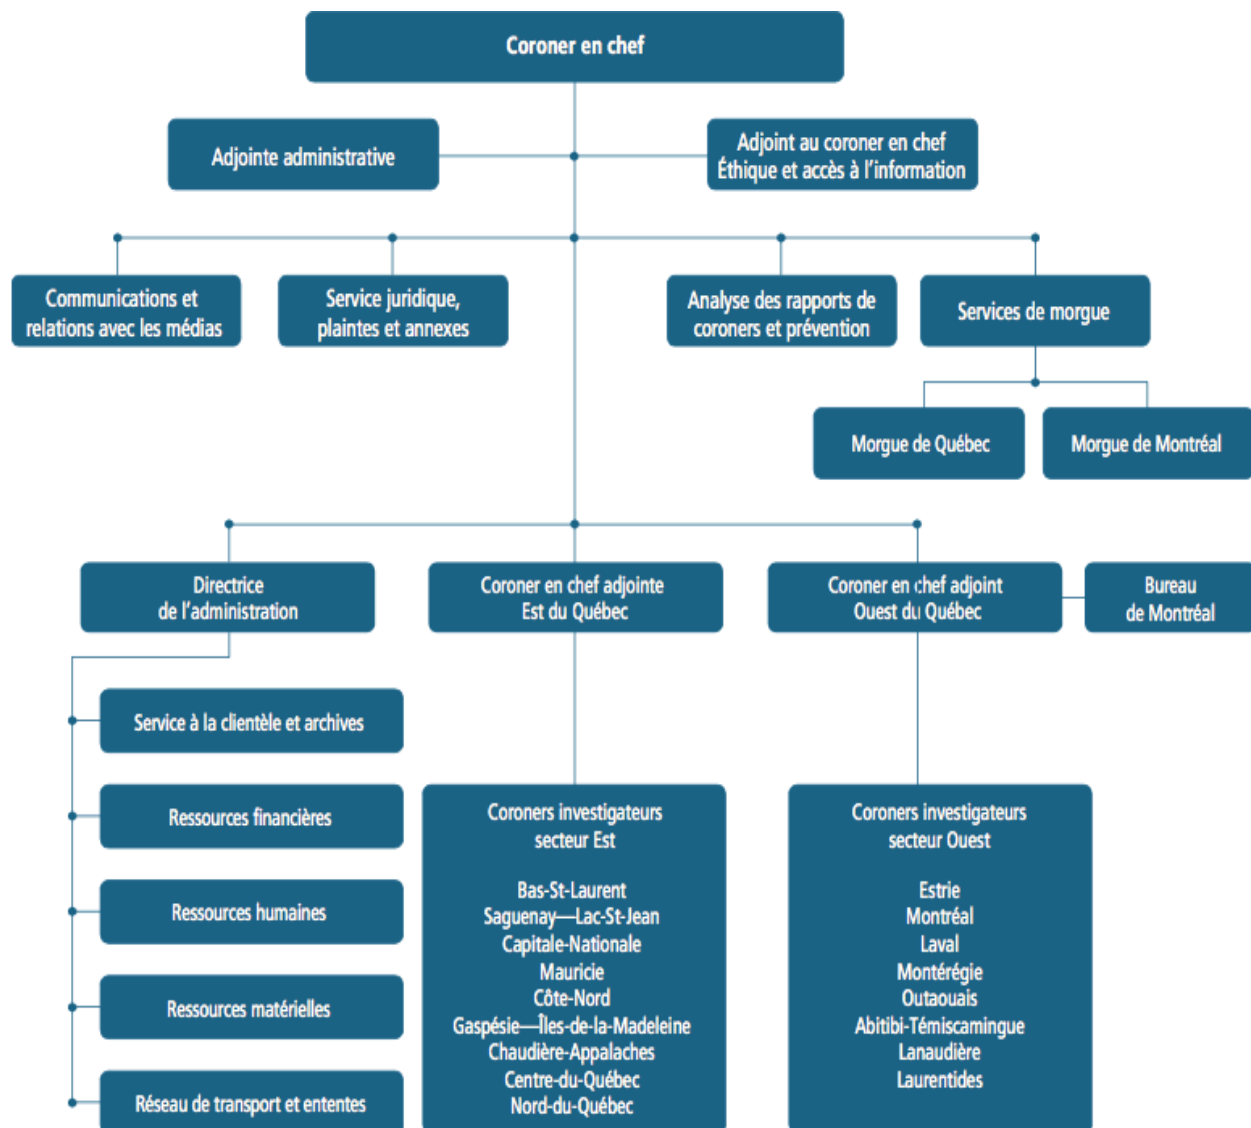 Coroner en chef
Adjointe administrative
Adjoint au coroner en chef
Éthique et accès à l'information
Communications et
relations avec les médias
Service juridique,
plaintes et annexes
Analyse des rapports de
coroners et prévention
Services de morgue
Morgue de Québec
Morgue de Montréal
Directrice
de l'administration
Coroner en chef adjointe
Est du Québec
Coroner en chef adjoint
Ouest du Québec
Bureau
de Montréal
Service à la clientèle et archives
Ressources financières
Ressources humaines
Ressources matérielles
Réseau de transport et ententes
Coroners investigateurs
secteur Est
Bas-St-Laurent
Saguenay—Lac-St-Jean
Capitale-Nationale
Mauricie
Côte-Nord
Gaspésie—Îles-de-la-Madeleine
Chaudière-Appalaches
Centre-du-Québec
Nord-du-Québec
Coroners investigateurs
secteur Ouest
Estrie
Montréal
Laval
Montérégie
Outaouais
Abitibi-Témiscamingue
Lanaudière
Laurentides